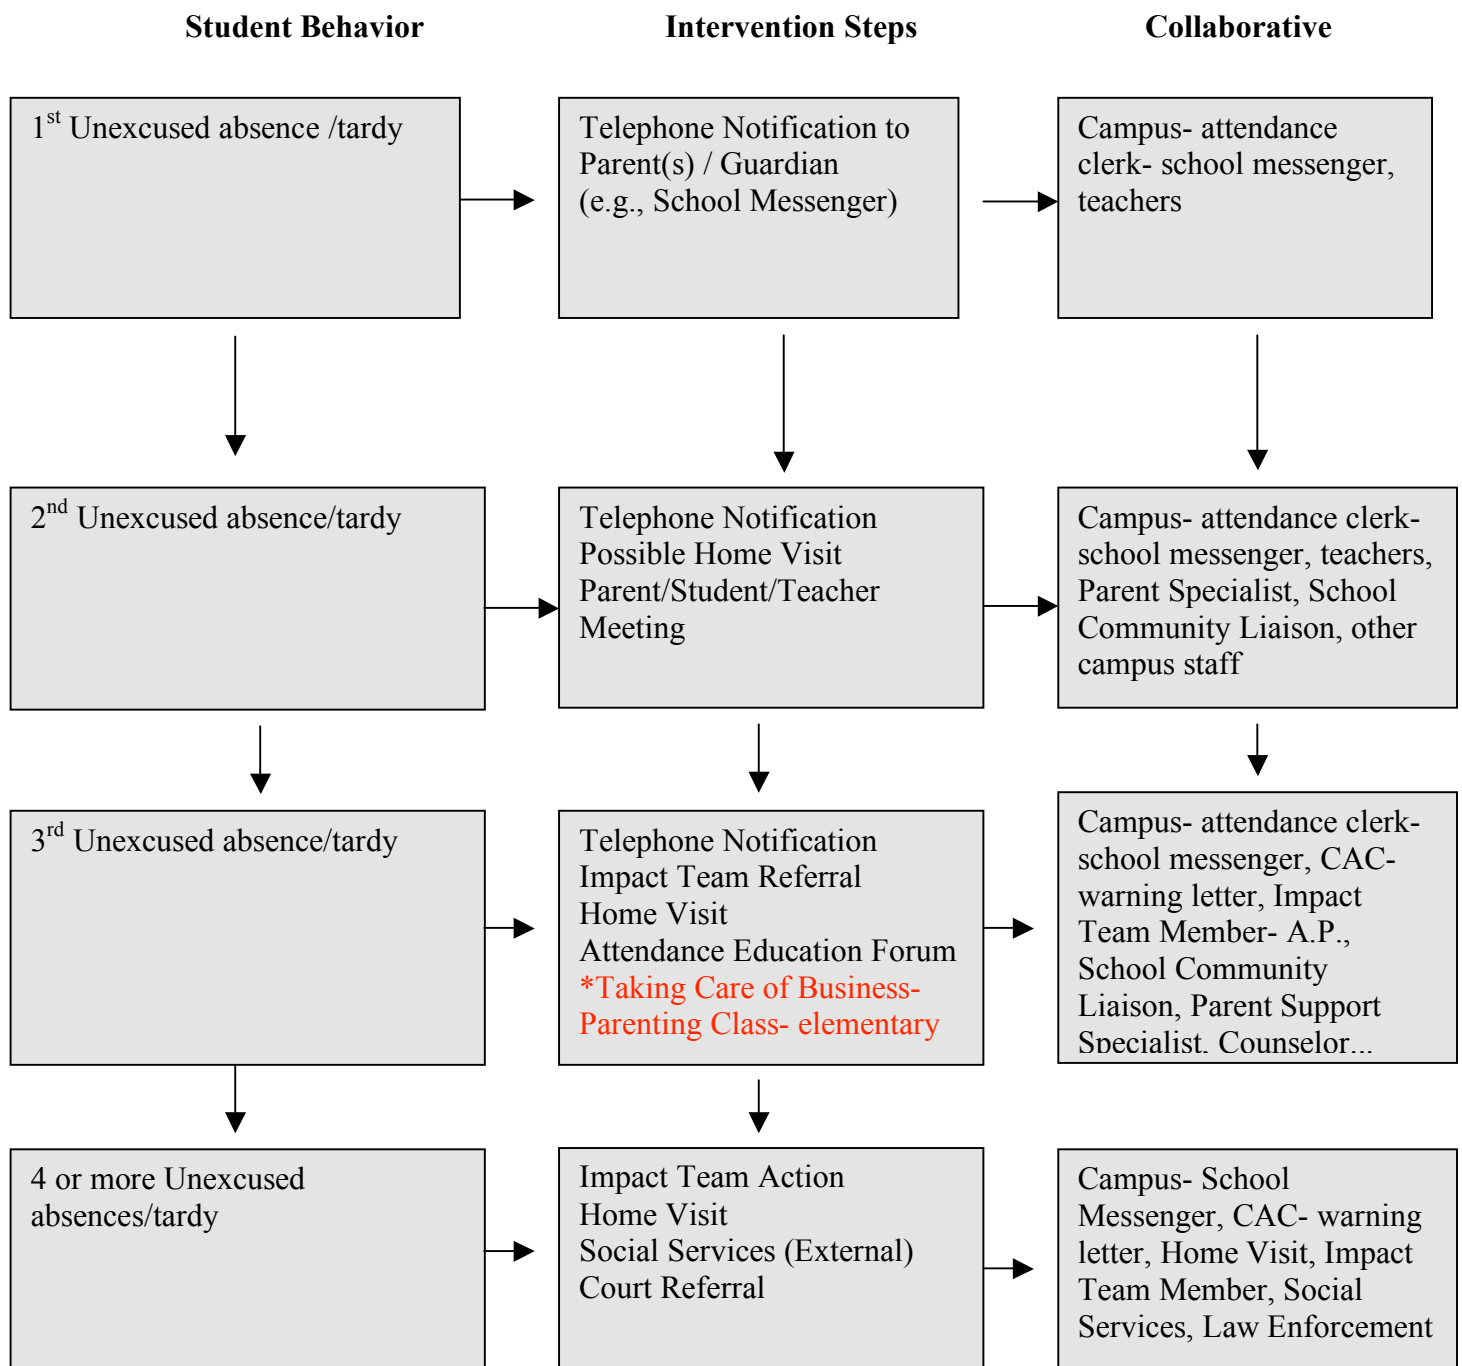 Student Behavior
Intervention Steps
Collaborative
1st Unexcused absence /tardy
Telephone Notification to
Parent(s) / Guardian
(e.g., School Messenger)
Campus- attendance
clerk- school messenger,
teachers
2nd Unexcused absence/tardy
Telephone Notification
Possible Home Visit
Parent/Student/Teacher
Meeting
Campus- attendance clerk-
school messenger, teachers,
Parent Specialist, School
Community Liaison, other
campus staff
3rd Unexcused absence/tardy
Telephone Notification
Impact Team Referral
Home Visit
Attendance Education Forum
*Taking Care of Business-
Parenting Class- elementary
Campus- attendance clerk-
school messenger, CAC-
warning letter, Impact
Team Member- A.P.,
School Community
Liaison, Parent Support
Specialist, Counselor...
4 or more Unexcused
absences/tardy
Impact Team Action
Home Visit
Social Services (External)
Court Referral
Campus- School
Messenger, CAC- warning
letter, Home Visit, Impact
Team Member, Social
Services, Law Enforcement